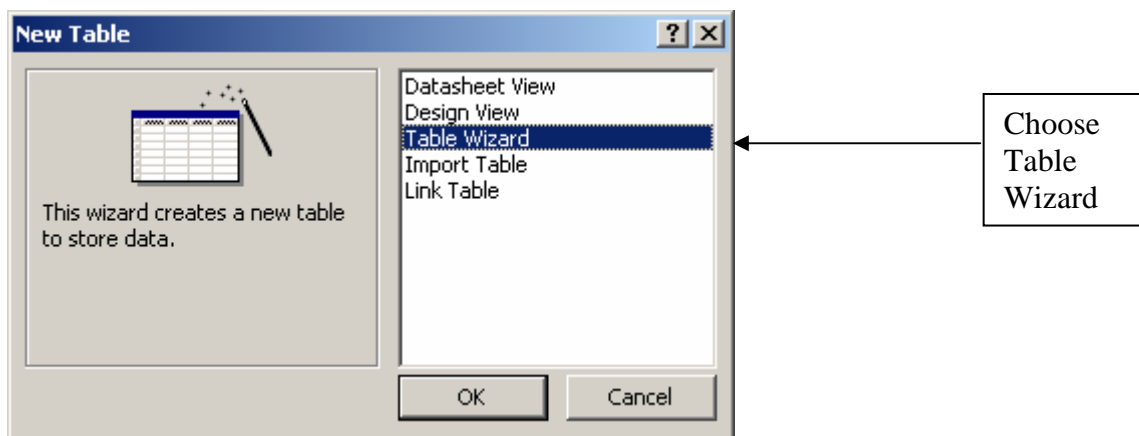 New Table
This wizard creates a new table
to store data.
Datasheet View
Design View
Table Wizard
Import Table
Link Table
OK
Cancel
Choose
Table
Wizard